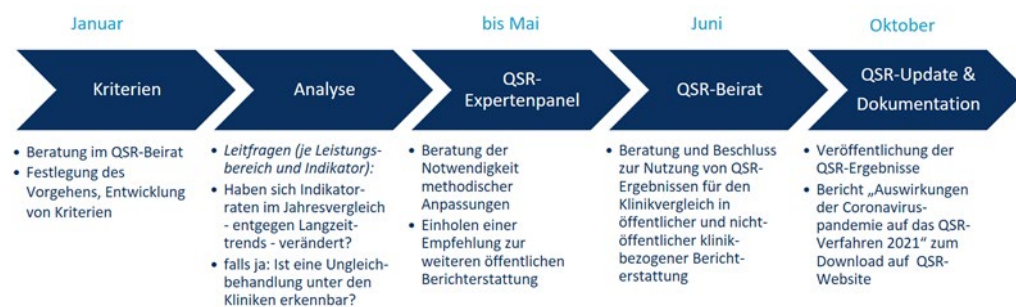 Januar
bis Mai
Juni
Oktober
Kriterien
Analyse
QSR-
Expertenpanel
QSR-Beirat
QSR-Update &
Dokumentation
• Beratung im QSR-Beirat
• Festlegung des
Vorgehens, Entwicklung
von Kriterien
• Leitfragen (je Leistungs-
bereich und Indikator):
• Haben sich Indikator-
raten im Jahresvergleich
- entgegen Langzeit-
trends - verändert?
• falls ja: Ist eine Ungleich-
behandlung unter den
Kliniken erkennbar?
• Beratung der
Notwendigkeit
methodischer
Anpassungen
• Einholen einer
Empfehlung zur
weiteren öffentlichen
Berichterstattung
• Beratung und Beschluss
zur Nutzung von QSR-
Ergebnissen für den
Klinikvergleich in
öffentlicher und nicht-
öffentlicher klinik-
bezogener Bericht-
erstattung
• Veröffentlichung der
QSR-Ergebnisse
• Bericht „Auswirkungen
der Coronavirus-
pandemie auf das QSR-
Verfahren 2021“ zum
Download auf QSR-
Website